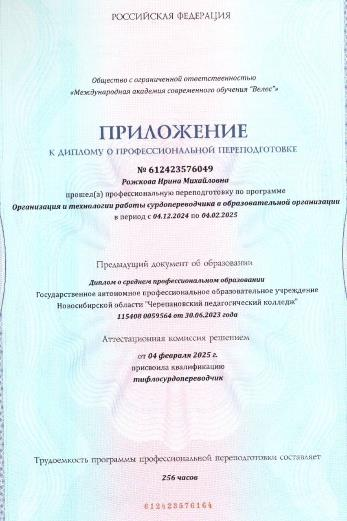 РОССИЙСКАЯ ФЕДЕРАЦИЯ
Общество с ограниченной ответственностью
«Международная академия современного обучения "Велес"»
ПРИЛОЖЕНИЕ
К ДИПЛОМУ О ПРОФЕССИОНАЛЬНОЙ ПЕРЕПОДГОТОВКЕ
№ 612423576049
Рожкова Ирина Михайловна
прошел(а) профессиональную переподготовку по программе
Организация и технологии работы сурдопереводчика в образовательной организации
в период с 04.12.2024 по 04.02.2025
Предыдущий документ об образовании
Диплом о среднем профессиональном образовании
Государственное автономное профессиональное образовательное учреждение
Новосибирской области "Черепановский педагогический колледж"
115408 0059564 от 30.06.2023 года
Аттестационная комиссия решением
от 04 февраля 2025 г.
присвоила квалификацию
тифлосурдопереводчик
Трудоемкость программы профессиональной переподготовки составляет
256 часов
612423576164